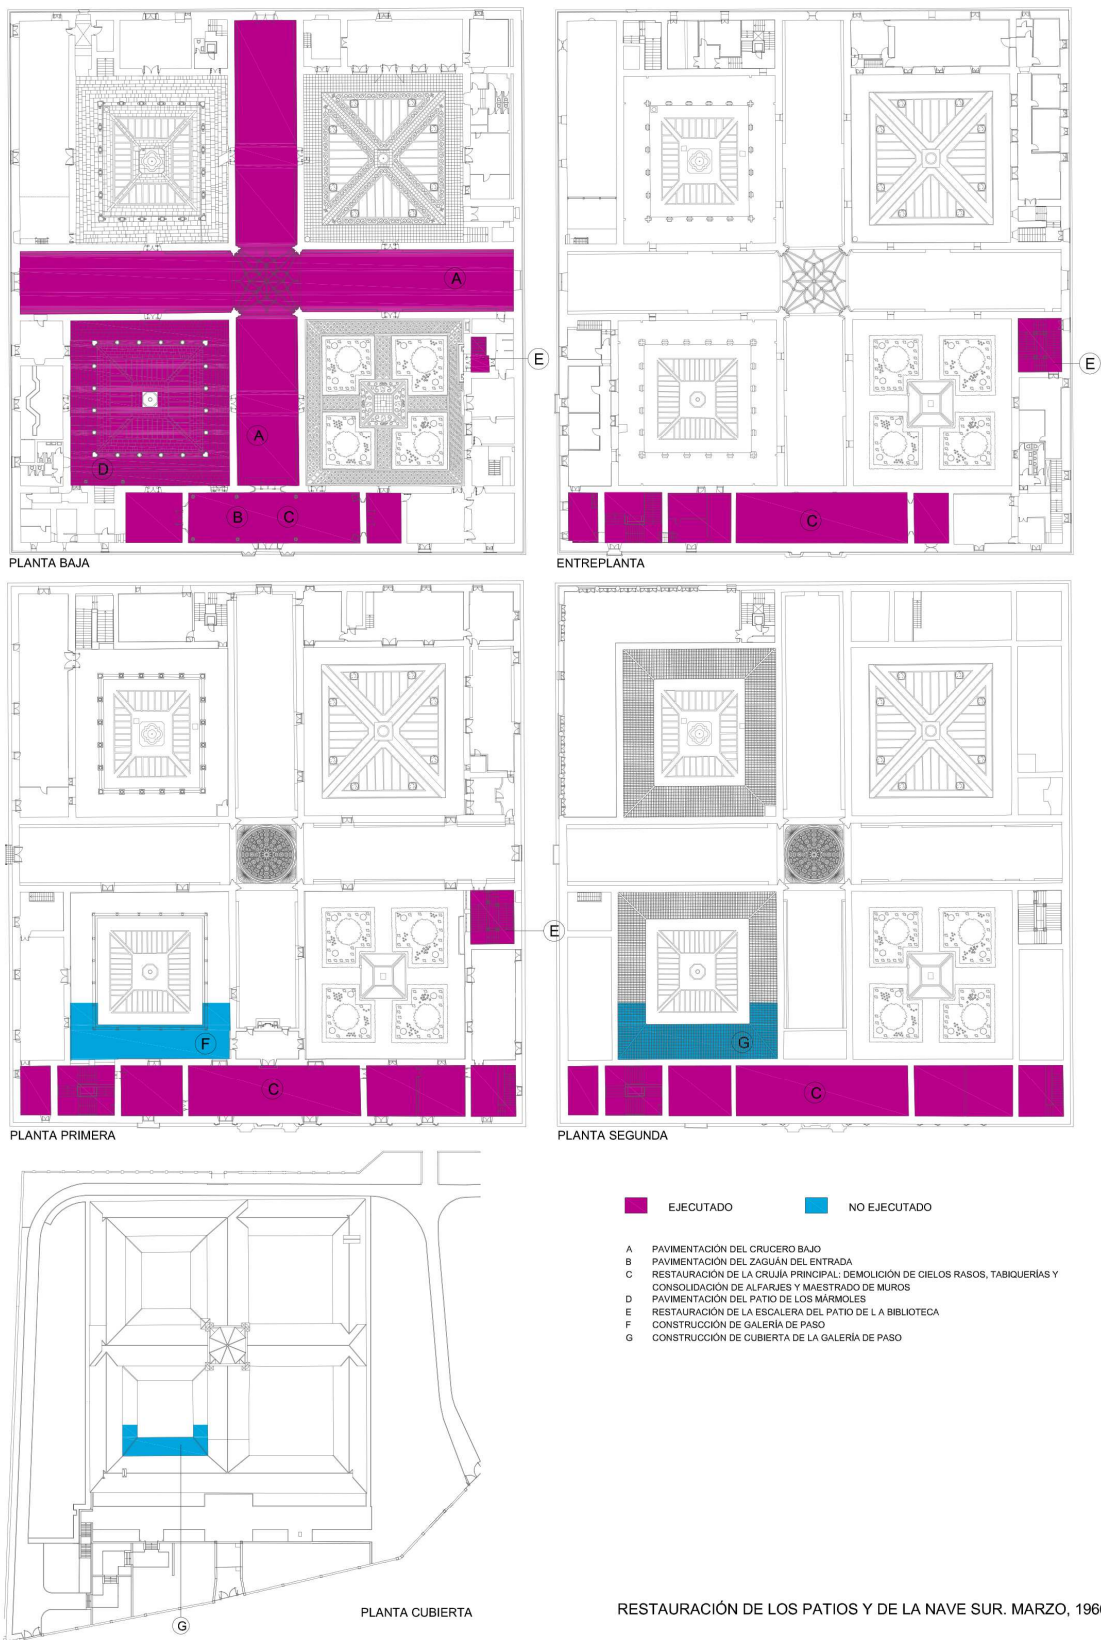 A
E
E
A
D
B
C
C
PLANTA BAJA
ENTREPLANTA
E
F
G
C
C
PLANTA PRIMERA
PLANTA SEGUNDA
EJECUTADO
NO EJECUTADO
A PAVIMENTACIÓN DEL CRUCERO BAJO
B PAVIMENTACIÓN DEL ZAGUÁN DEL ENTRADA
C RESTAURACIÓN DE LA CRUJÍA PRINCIPAL: DEMOLICIÓN DE CIELOS RASOS, TABIQUERÍAS Y
CONSOLIDACIÓN DE ALFARJES Y MAESTRADO DE MUROS
D PAVIMENTACIÓN DEL PATIO DE LOS MÁRMOLES
E RESTAURACIÓN DE LA ESCALERA DEL PATIO DE L A BIBLIOTECA
F CONSTRUCCIÓN DE GALERÍA DE PASO
G CONSTRUCCIÓN DE CUBIERTA DE LA GALERÍA DE PASO
PLANTA CUBIERTA
G
RESTAURACIÓN DE LOS PATIOS Y DE LA NAVE SUR. MARZO,